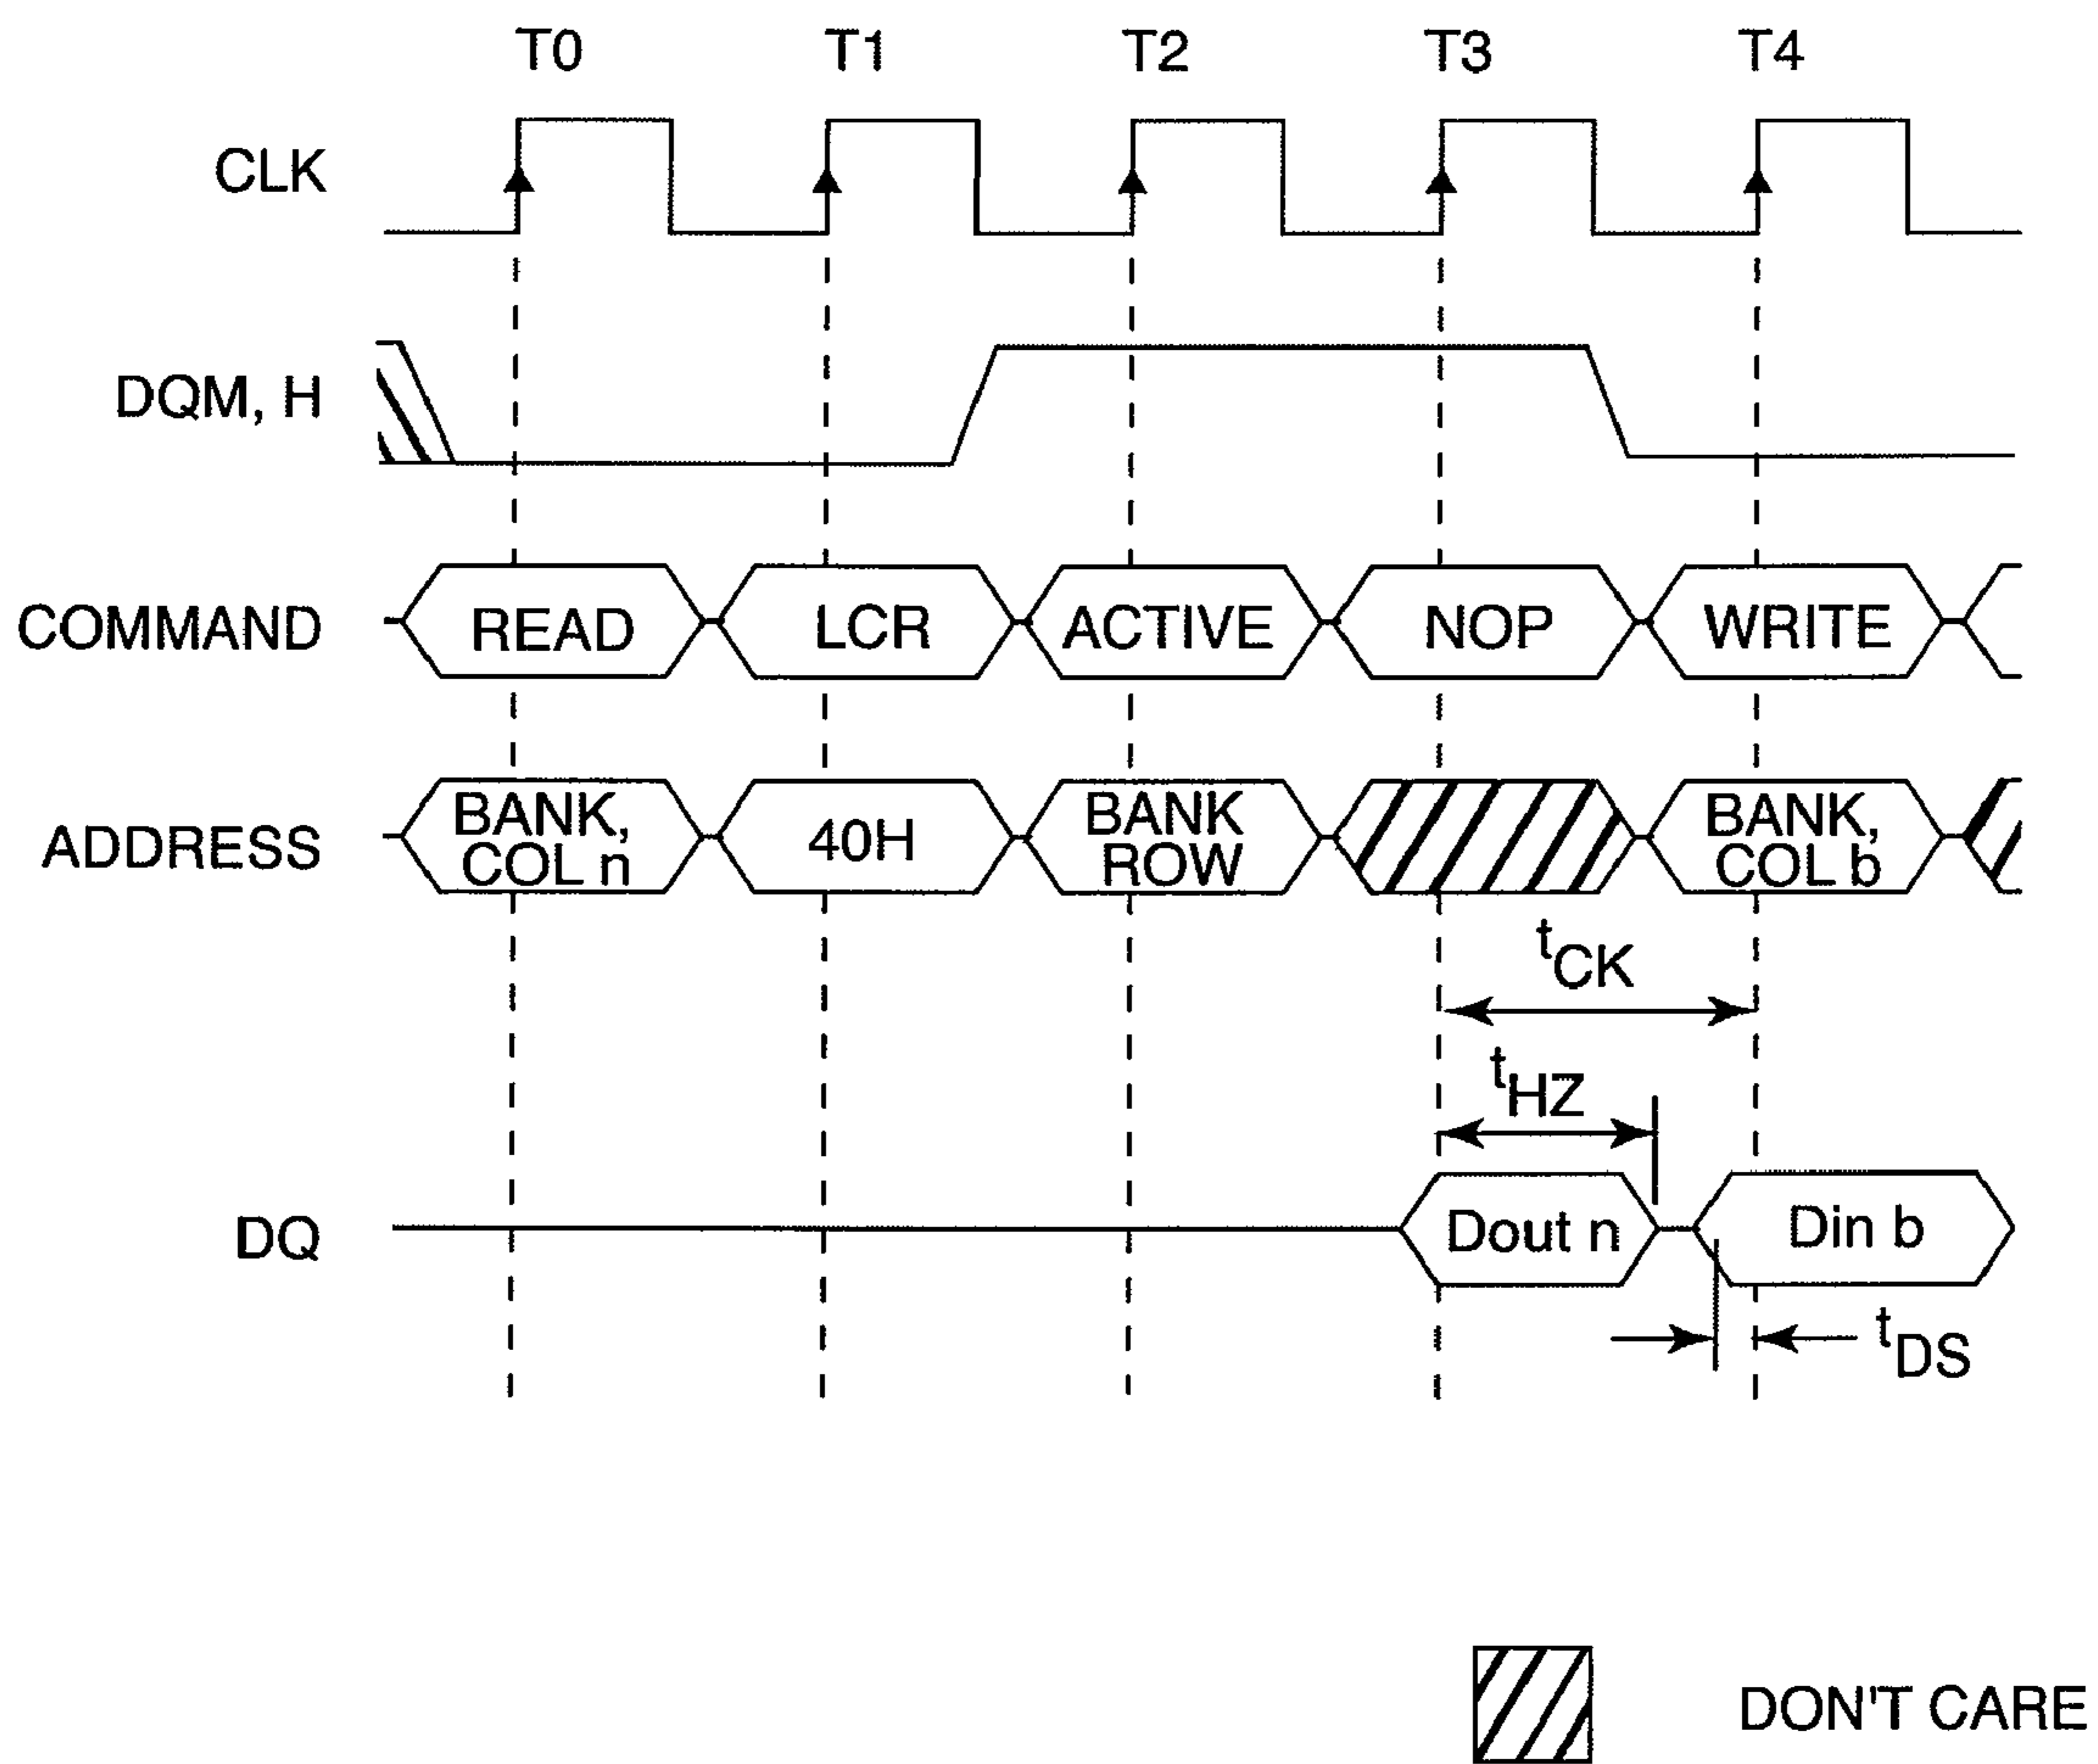 T0 T1 T2 T3 T4
CLK
DQM, H
COMMAND READ LCR ACTIVE NOP WRITE
ADDRESS BANK, COL n 40H BANK ROW BANK, COL b
tCK
tHZ
DQ Dout n Din b
tDS
DON'T CARE